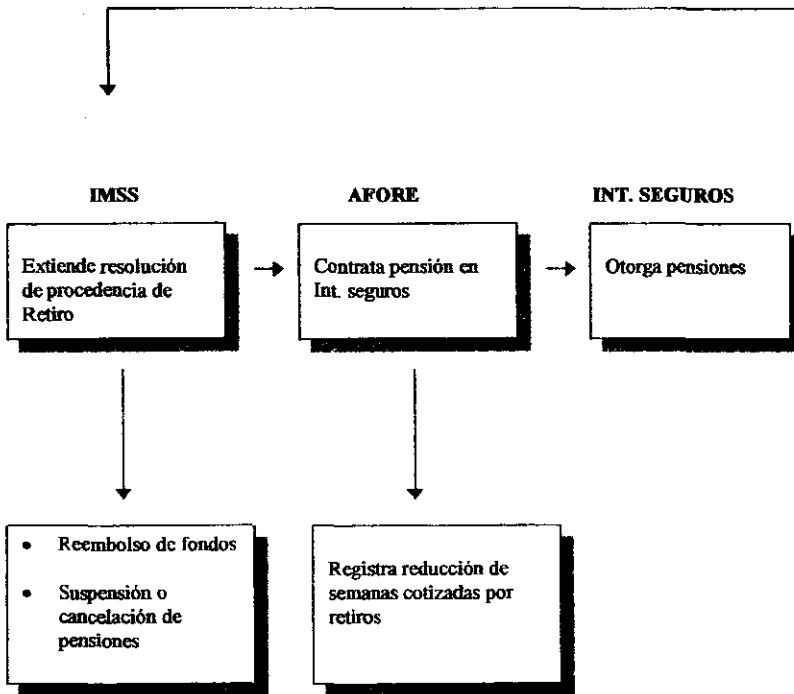 IMSS
AFORE
INT. SEGUROS
Extiende resolución
de procedencia de
Retiro
Contrata pensión en
Int. seguros
Otorga pensiones
• Reembolso de fondos
• Suspensión o
cancelación de
pensiones
Registra reducción de
semanas cotizadas por
retiros